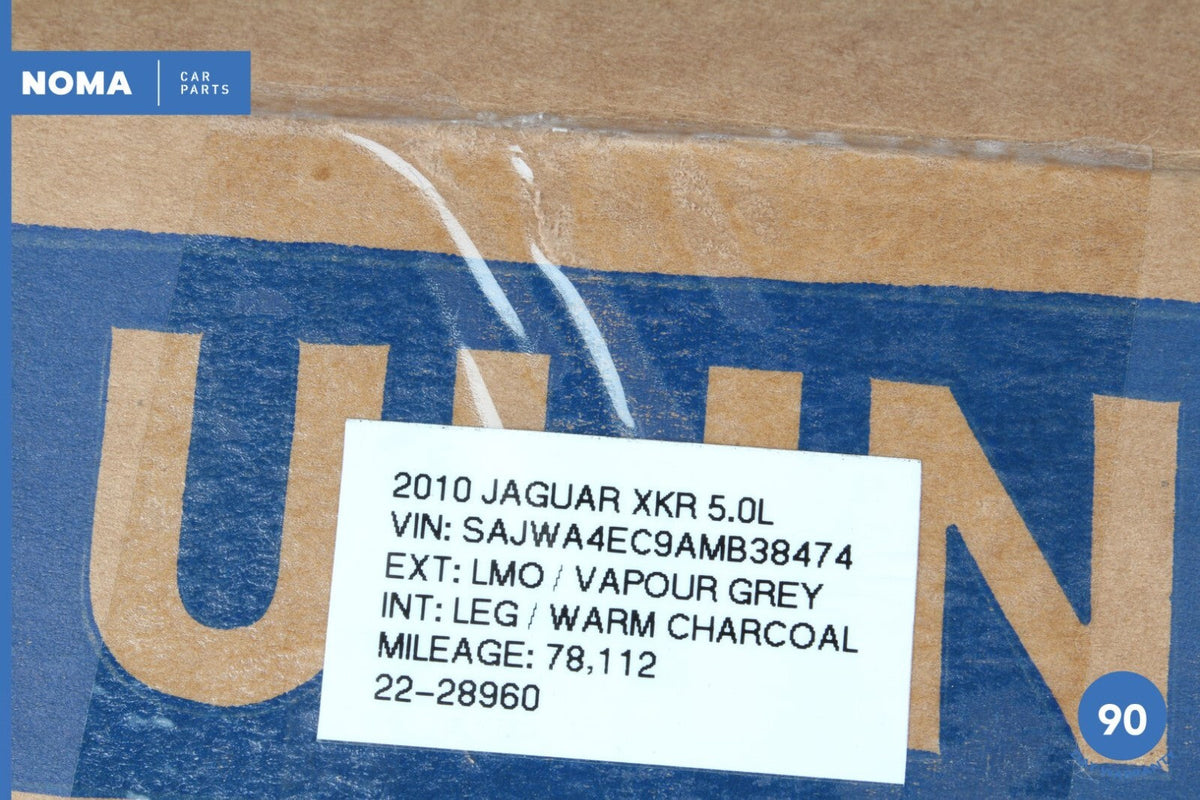 NOMA
CAR
PARTS
2010 JAGUAR XKR 5.0L
VIN: SAJWA4EC9AMB38474
EXT: LMO / VAPOUR GREY
INT: LEG / WARM CHARCOAL
MILEAGE: 78,112
22-28960
90